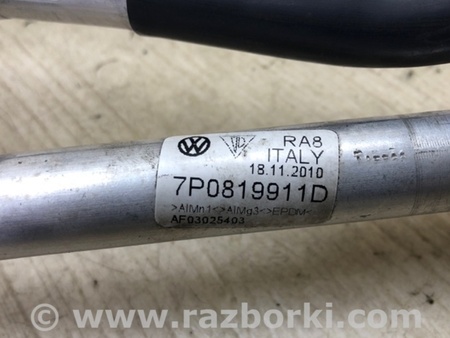 RA8
ITALY
18.11.2010
7P0819911D
>AlMn1<>AlMg3<>EPDM<
AF03025403
www.razborki.com